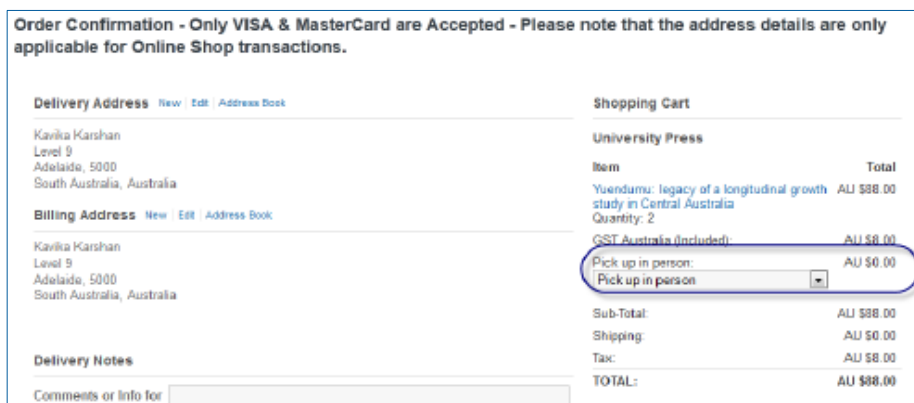 Order Confirmation - Only VISA & MasterCard are Accepted - Please note that the address details are only
applicable for Online Shop transactions.
Delivery Address New | Edit | Address Book
Kavika Karshan
Level 9
Adelaide, 5000
South Australia, Australia
Billing Address New | Edit | Address Book
Kavika Karshan
Level 9
Adelaide, 5000
South Australia, Australia
Delivery Notes
Comments or Info for
Shopping Cart
University Press
Item Total
Yuendumu: legacy of a longitudinal growth AU $88.00
study in Central Australia
Quantity: 2
GST Australia (Included): AU $8.00
Pick up in person: AU $0.00
Pick up in person
Sub-Total: AU $88.00
Shipping: AU $0.00
Tax: AU $8.00
TOTAL: AU $88.00